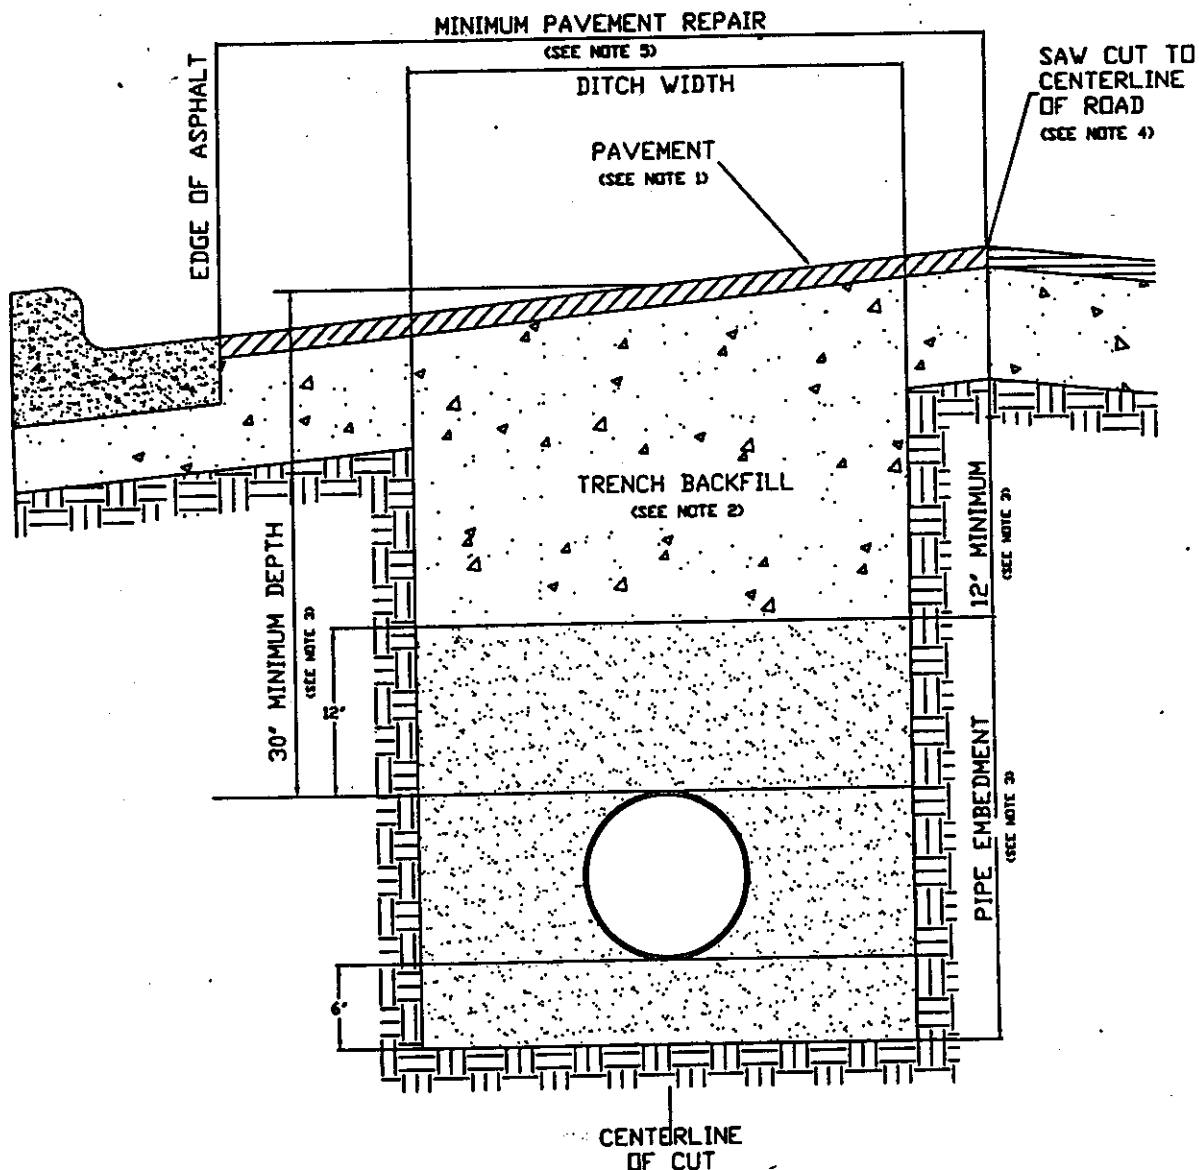 MINIMUM PAVEMENT REPAIR
(SEE NOTE 5)
DITCH WIDTH
SAW CUT TO
CENTERLINE
OF ROAD
(SEE NOTE 4)
EDGE OF ASPHALT
PAVEMENT
(SEE NOTE 1)
TRENCH BACKFILL
(SEE NOTE 2)
30" MINIMUM DEPTH
(SEE NOTE 3)
12"
12" MINIMUM
(SEE NOTE 3)
PIPE EMBEDMENT
(SEE NOTE 3)
6"
CENTERLINE
OF CUT